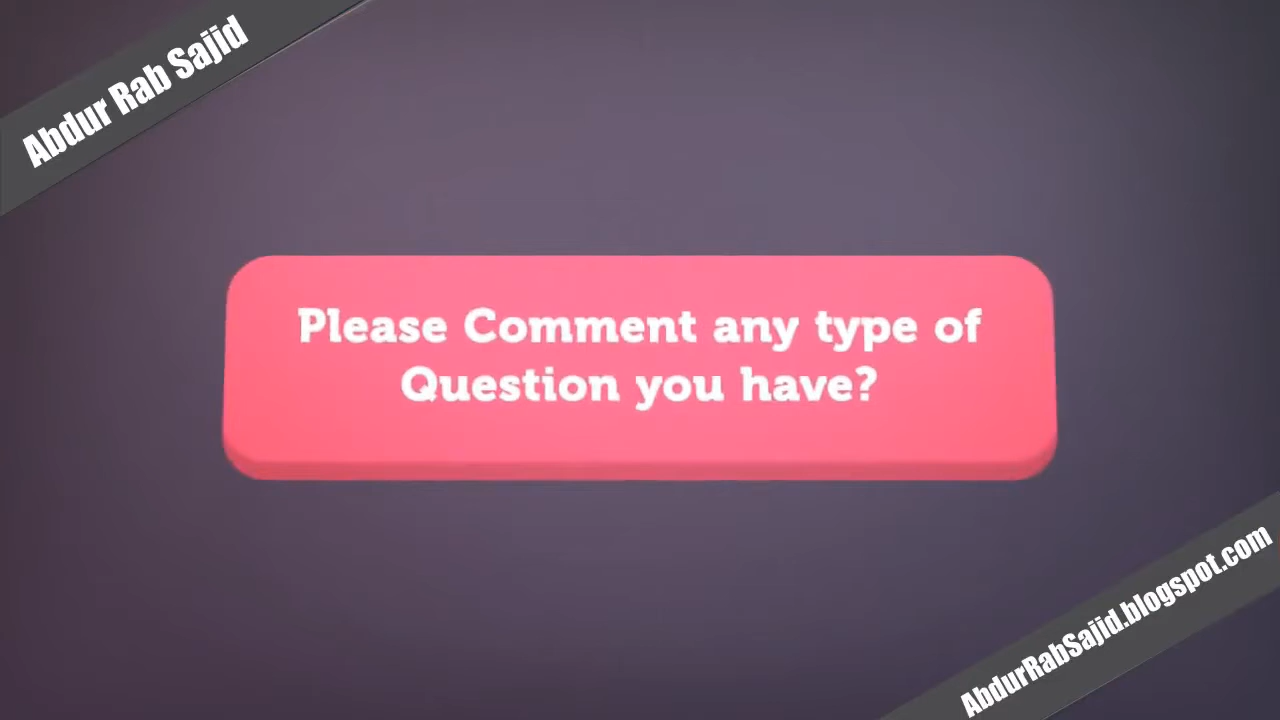 Abdur Rab Sajid
Please Comment any type of
Question you have?
AbdurRabSajid.blogspot.com